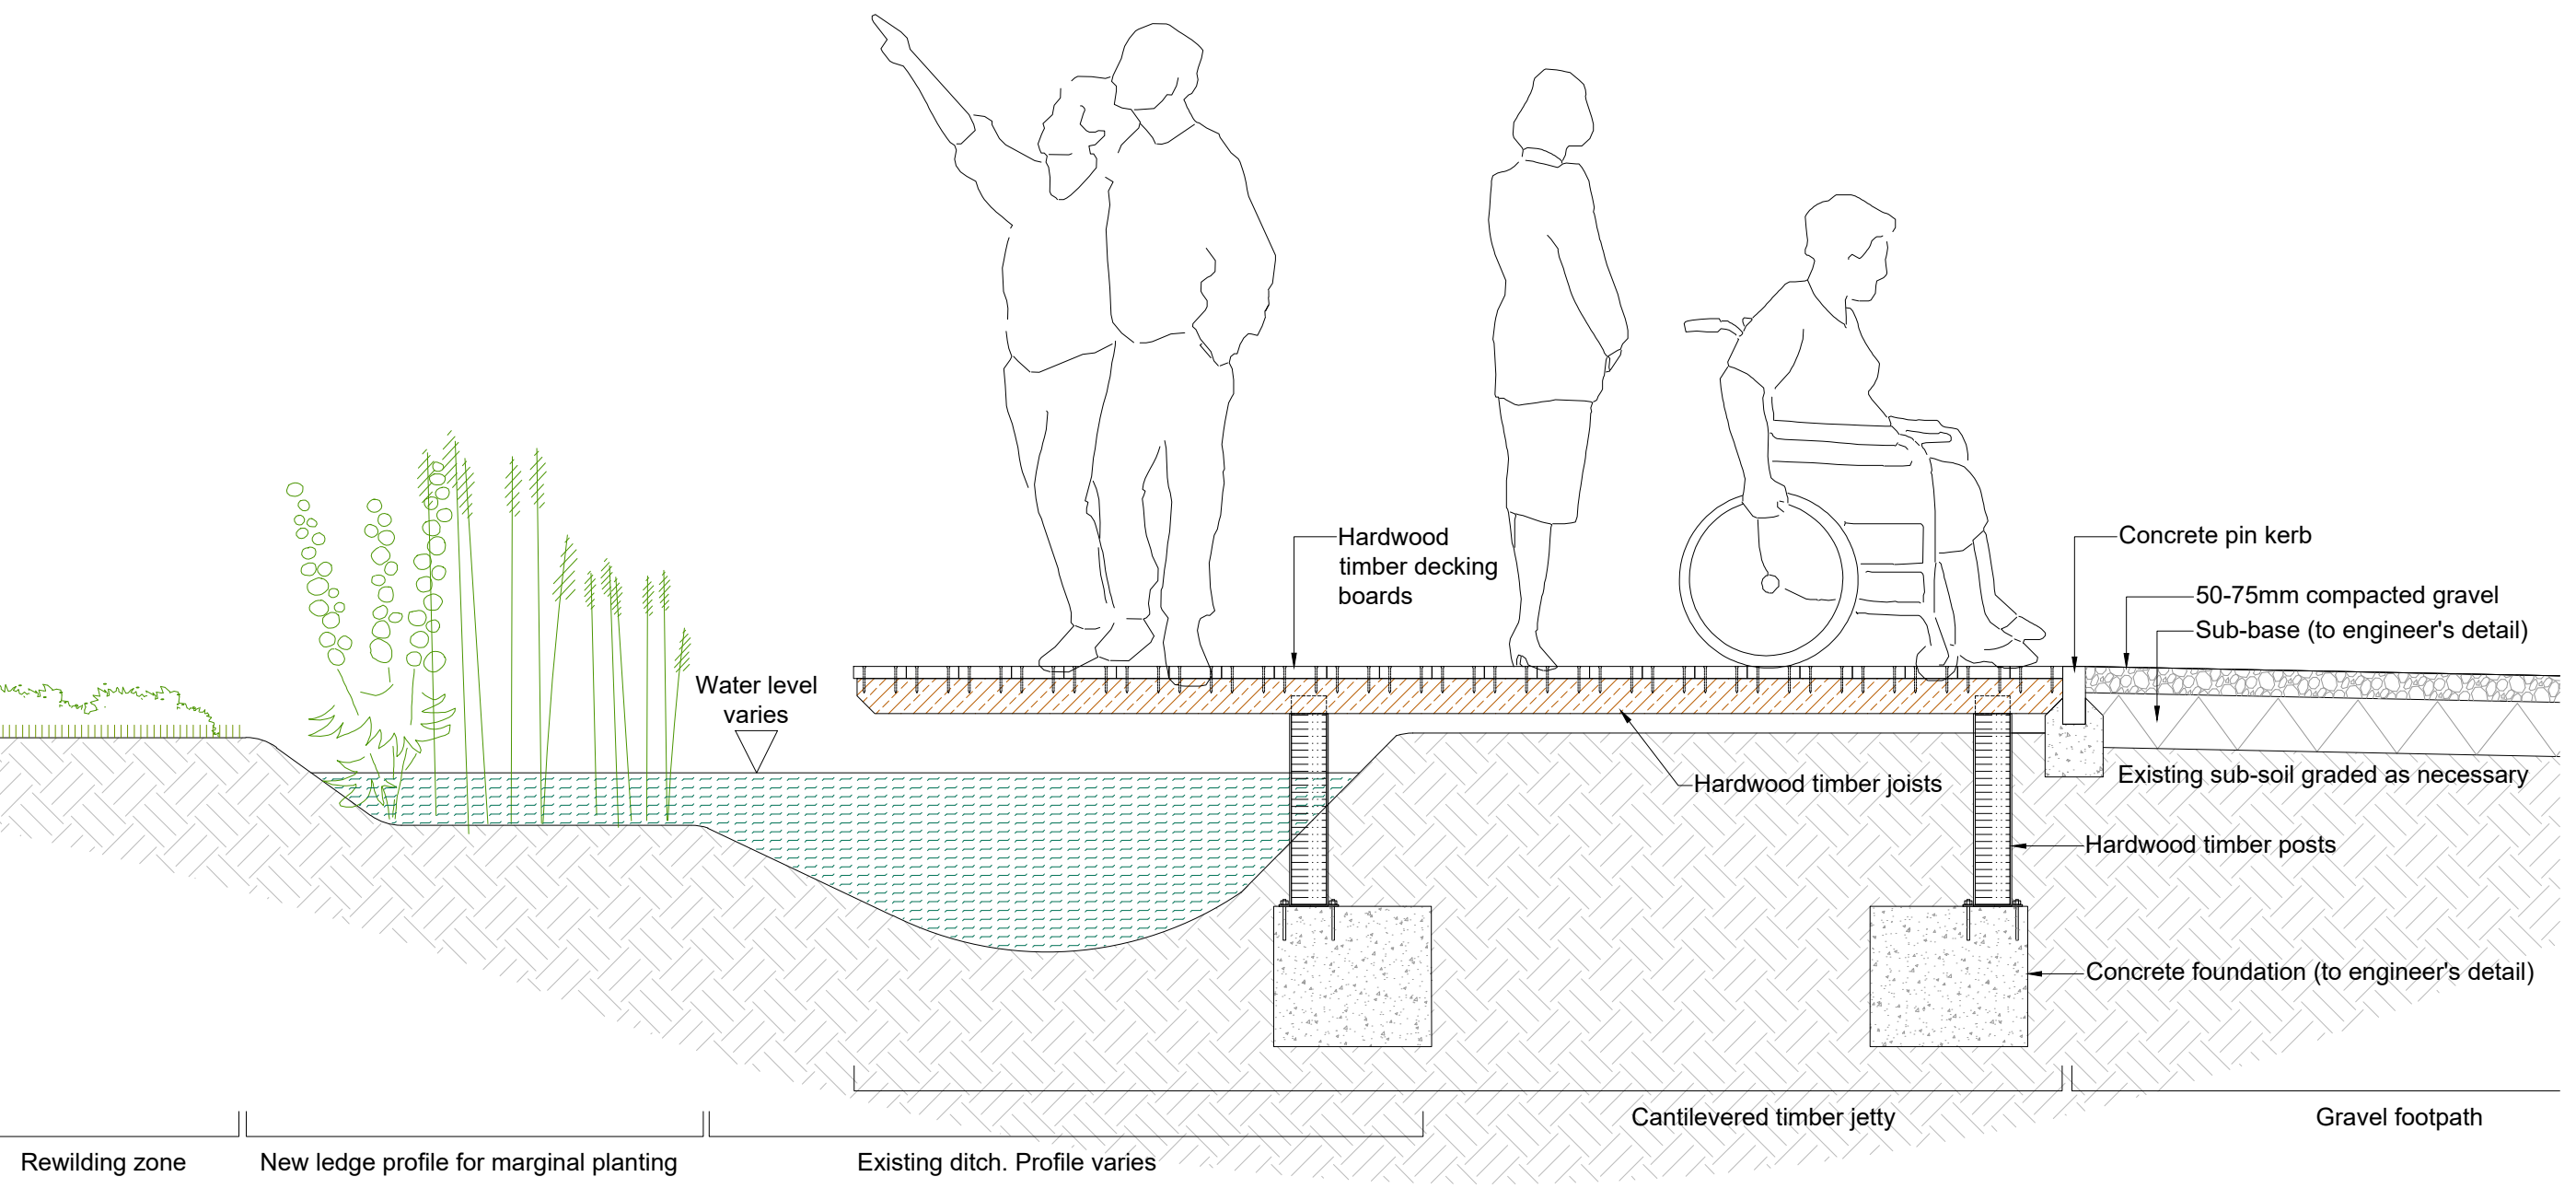 Hardwood
timber decking
boards
Concrete pin kerb
50-75mm compacted gravel
Sub-base (to engineer's detail)
Water level
varies
Existing sub-soil graded as necessary
Hardwood timber joists
Hardwood timber posts
Concrete foundation (to engineer's detail)
Cantilevered timber jetty
Gravel footpath
Rewilding zone
New ledge profile for marginal planting
Existing ditch. Profile varies